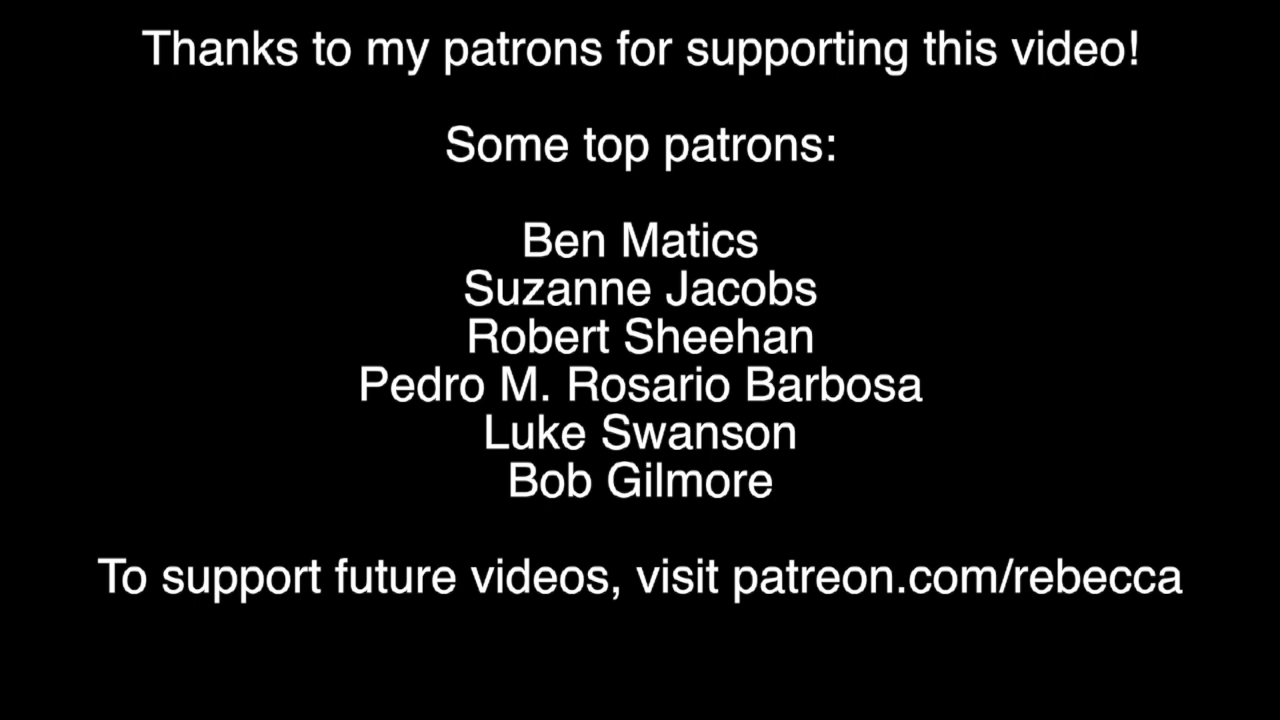 Thanks to my patrons for supporting this video!
Some top patrons:
Ben Matics
Suzanne Jacobs
Robert Sheehan
Pedro M. Rosario Barbosa
Luke Swanson
Bob Gilmore
To support future videos, visit patreon.com/rebecca